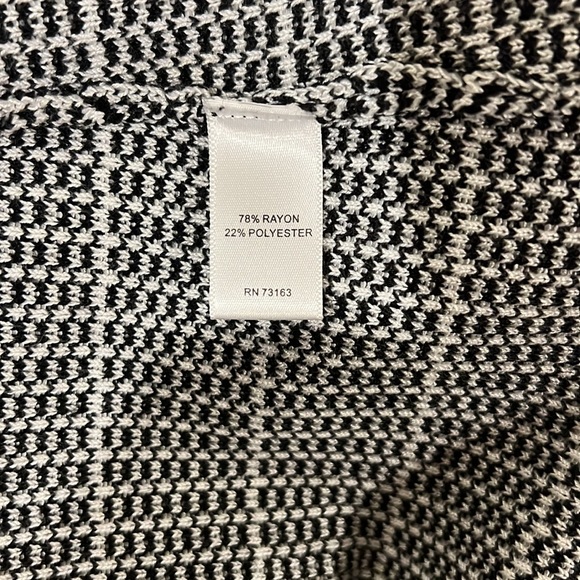 78% RAYON
22% POLYESTER
RN 73163